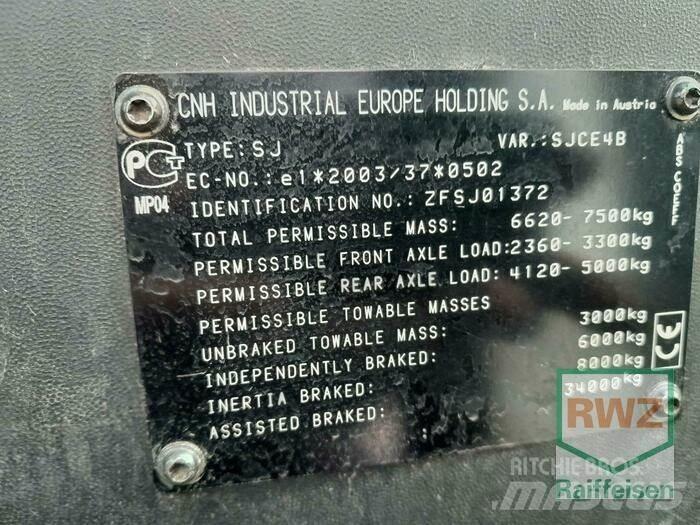 CNH INDUSTRIAL EUROPE HOLDING S.A. Made in Austria
TYPE: SJ VAR.: SJCE4B
EC-NO.: e1*2003/37*0502
MP04
IDENTIFICATION NO.: ZFSJ01372
TOTAL PERMISSIBLE MASS: 6620- 7500kg
PERMISSIBLE FRONT AXLE LOAD: 2360- 3300kg
PERMISSIBLE REAR AXLE LOAD: 4120- 5000kg
PERMISSIBLE TOWABLE MASSES
UNBRAKED TOWABLE MASS: 3000kg
INDEPENDENTLY BRAKED: 6000kg
INERTIA BRAKED: 8000kg
ASSISTED BRAKED: 34000kg
ABS COEFF
CE
RWZ
Raiffeisen
RITCHIE BROS.
MASCUS